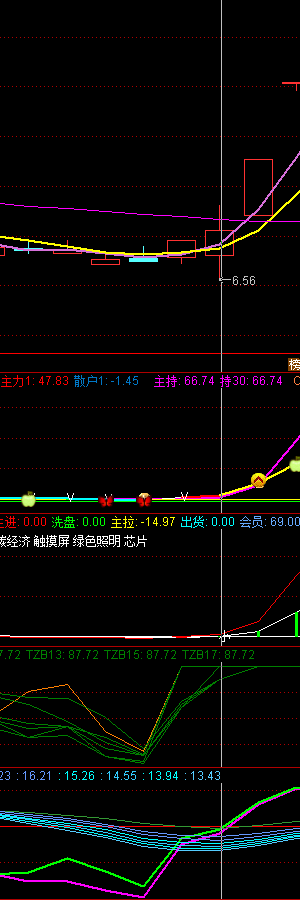 6.56
榜
主力1: 47.83 散户1: -1.45 主持: 66.74 持30: 66.74
主进: 0.00 洗盘: 0.00 主拉: -14.97 出货: 0.00 会员: 69.00
碳经济 触摸屏 绿色照明 芯片
7.72 TZB13: 87.72 TZB15: 87.72 TZB17: 87.72
23 : 16.21 : 15.26 : 14.55 : 13.94 : 13.43